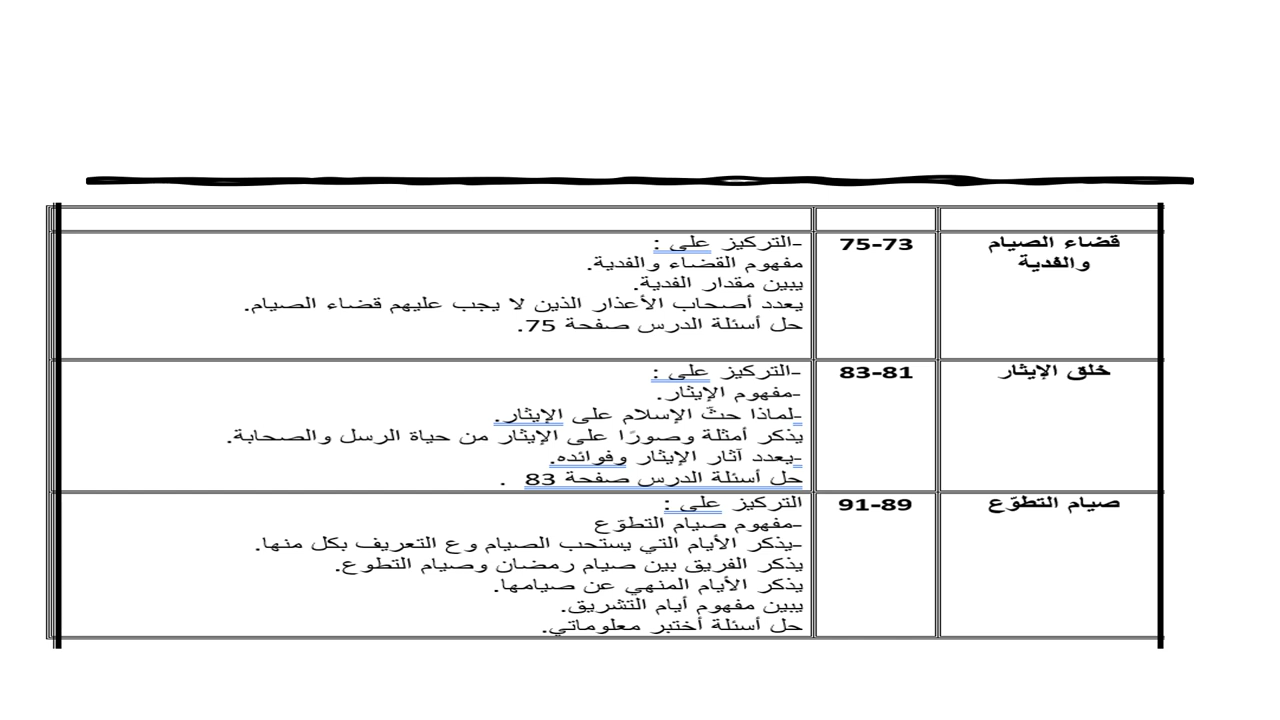 قضاء الصيام
والفدية
75-73
-التركيز على :
مفهوم القضاء والفدية.
يبين مقدار الفدية.
يعدد أصحاب الأعذار الذين لا يجب عليهم قضاء الصيام.
حل أسئلة الدرس صفحة 75.
خلق الإيثار
83-81
-التركيز على :
-مفهوم الإيثار.
-لماذا حثّ الإسلام على الإيثار.
يذكر أمثلة وصورًا على الإيثار من حياة الرسل والصحابة.
-يعدد آثار الإيثار وفوائده.
حل أسئلة الدرس صفحة 83 .
صيام التطوّع
91-89
التركيز على :
-مفهوم صيام التطوّع
-يذكر الأيام التي يستحب الصيام وع التعريف بكل منها.
يذكر الفريق بين صيام رمضان وصيام التطوع.
يذكر الأيام المنهي عن صيامها.
يبين مفهوم أيام التشريق.
حل أسئلة أختبر معلوماتي.